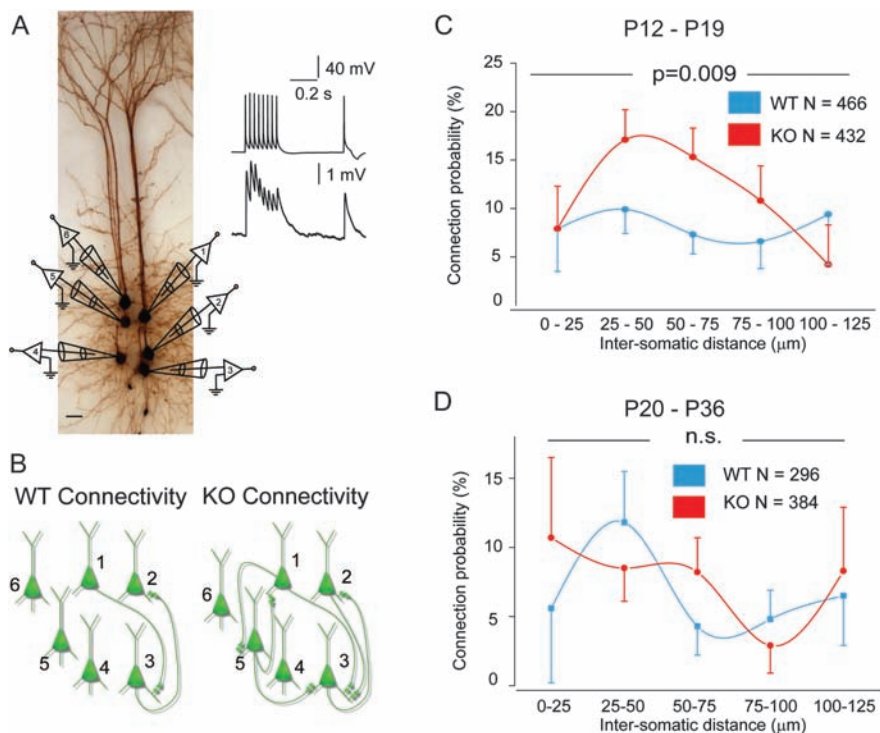 A
40 mV
0.2 s
1 mV
6
1
5
2
4
3
B
WT Connectivity
KO Connectivity
1
2
6
5
4
3
1
2
6
5
4
3
C
P12 - P19
p=0.009
WT N = 466
KO N = 432
Connection probability (%)
25
20
15
10
5
0
0 - 25
25 - 50
50 - 75
75 - 100
100 - 125
Inter-somatic distance (μm)
D
P20 - P36
n.s.
WT N = 296
KO N = 384
Connection probability (%)
15
10
5
0
0-25
25-50
50-75
75-100
100-125
Inter-somatic distance (μm)